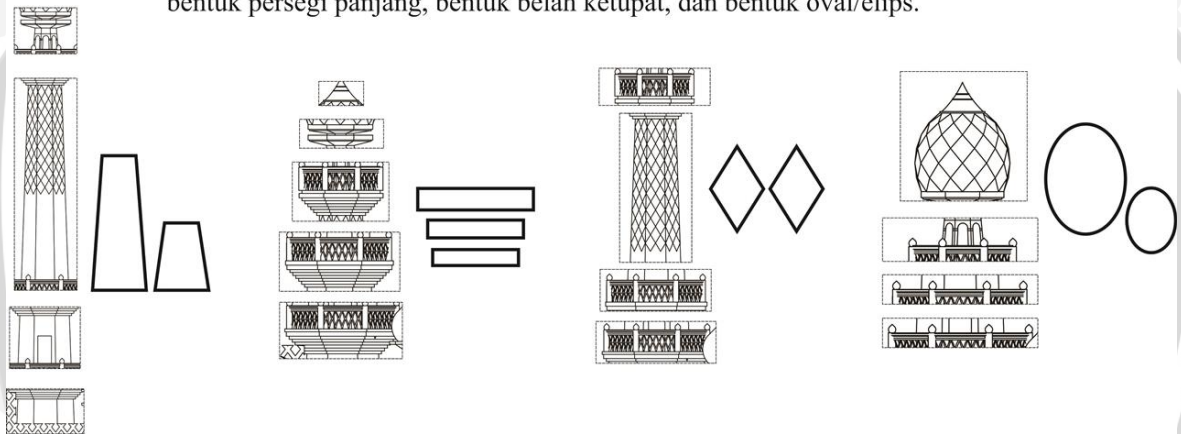 bentuk persegi panjang, bentuk belah ketupat, dan bentuk oval/elips.